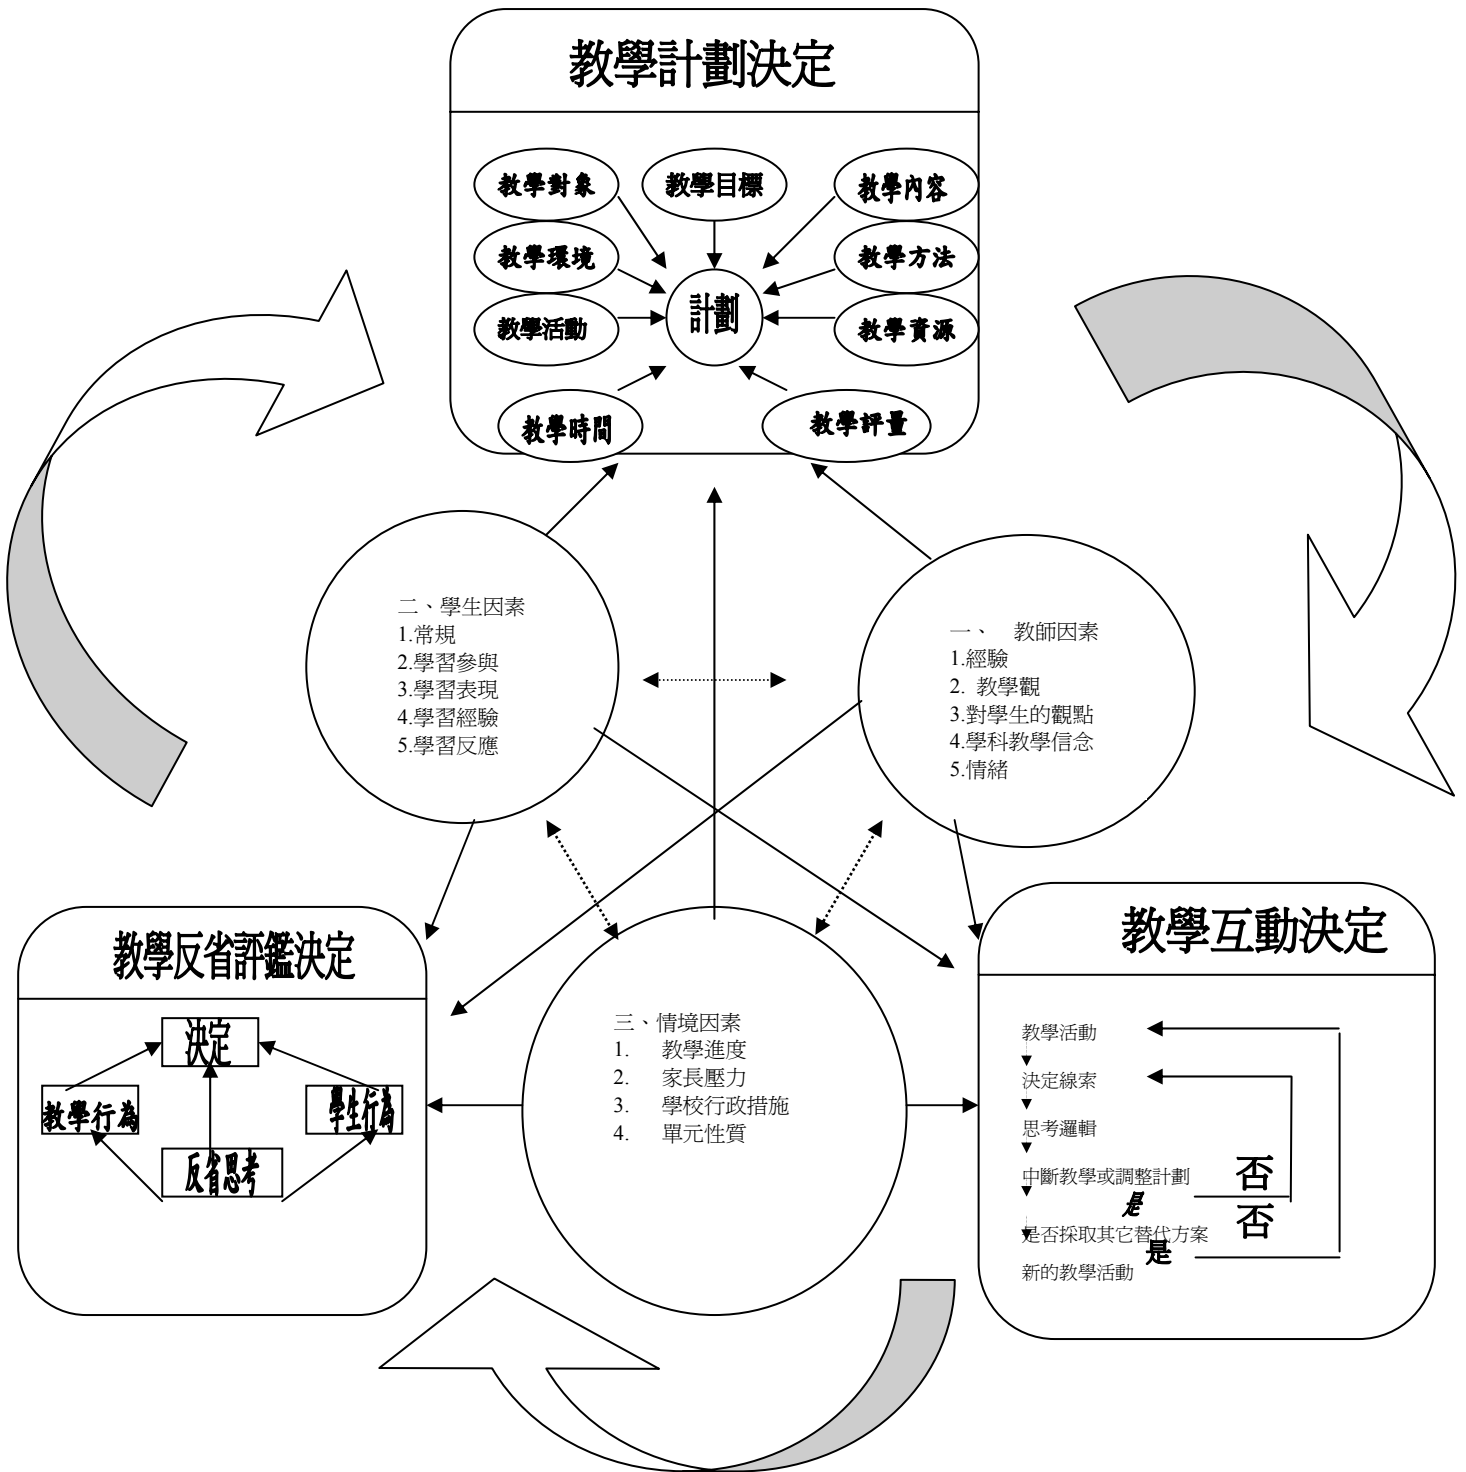 教學計劃決定
教學對象
教學目標
教學內容
教學環境
教學方法
計劃
教學活動
教學資源
教學時間
教學評量
二、學生因素
1.常規
2.學習參與
3.學習表現
4.學習經驗
5.學習反應
一、 教師因素
1.經驗
2. 教學觀
3.對學生的觀點
4.學科教學信念
5.情緒
教學反省評鑑決定
決定
教學行為
學生行為
反省思考
三、情境因素
1. 教學進度
2. 家長壓力
3. 學校行政措施
4. 單元性質
教學互動決定
教學活動
決定線索
思考邏輯
中斷教學或調整計劃
否
是
否
是否採取其它替代方案
是
新的教學活動